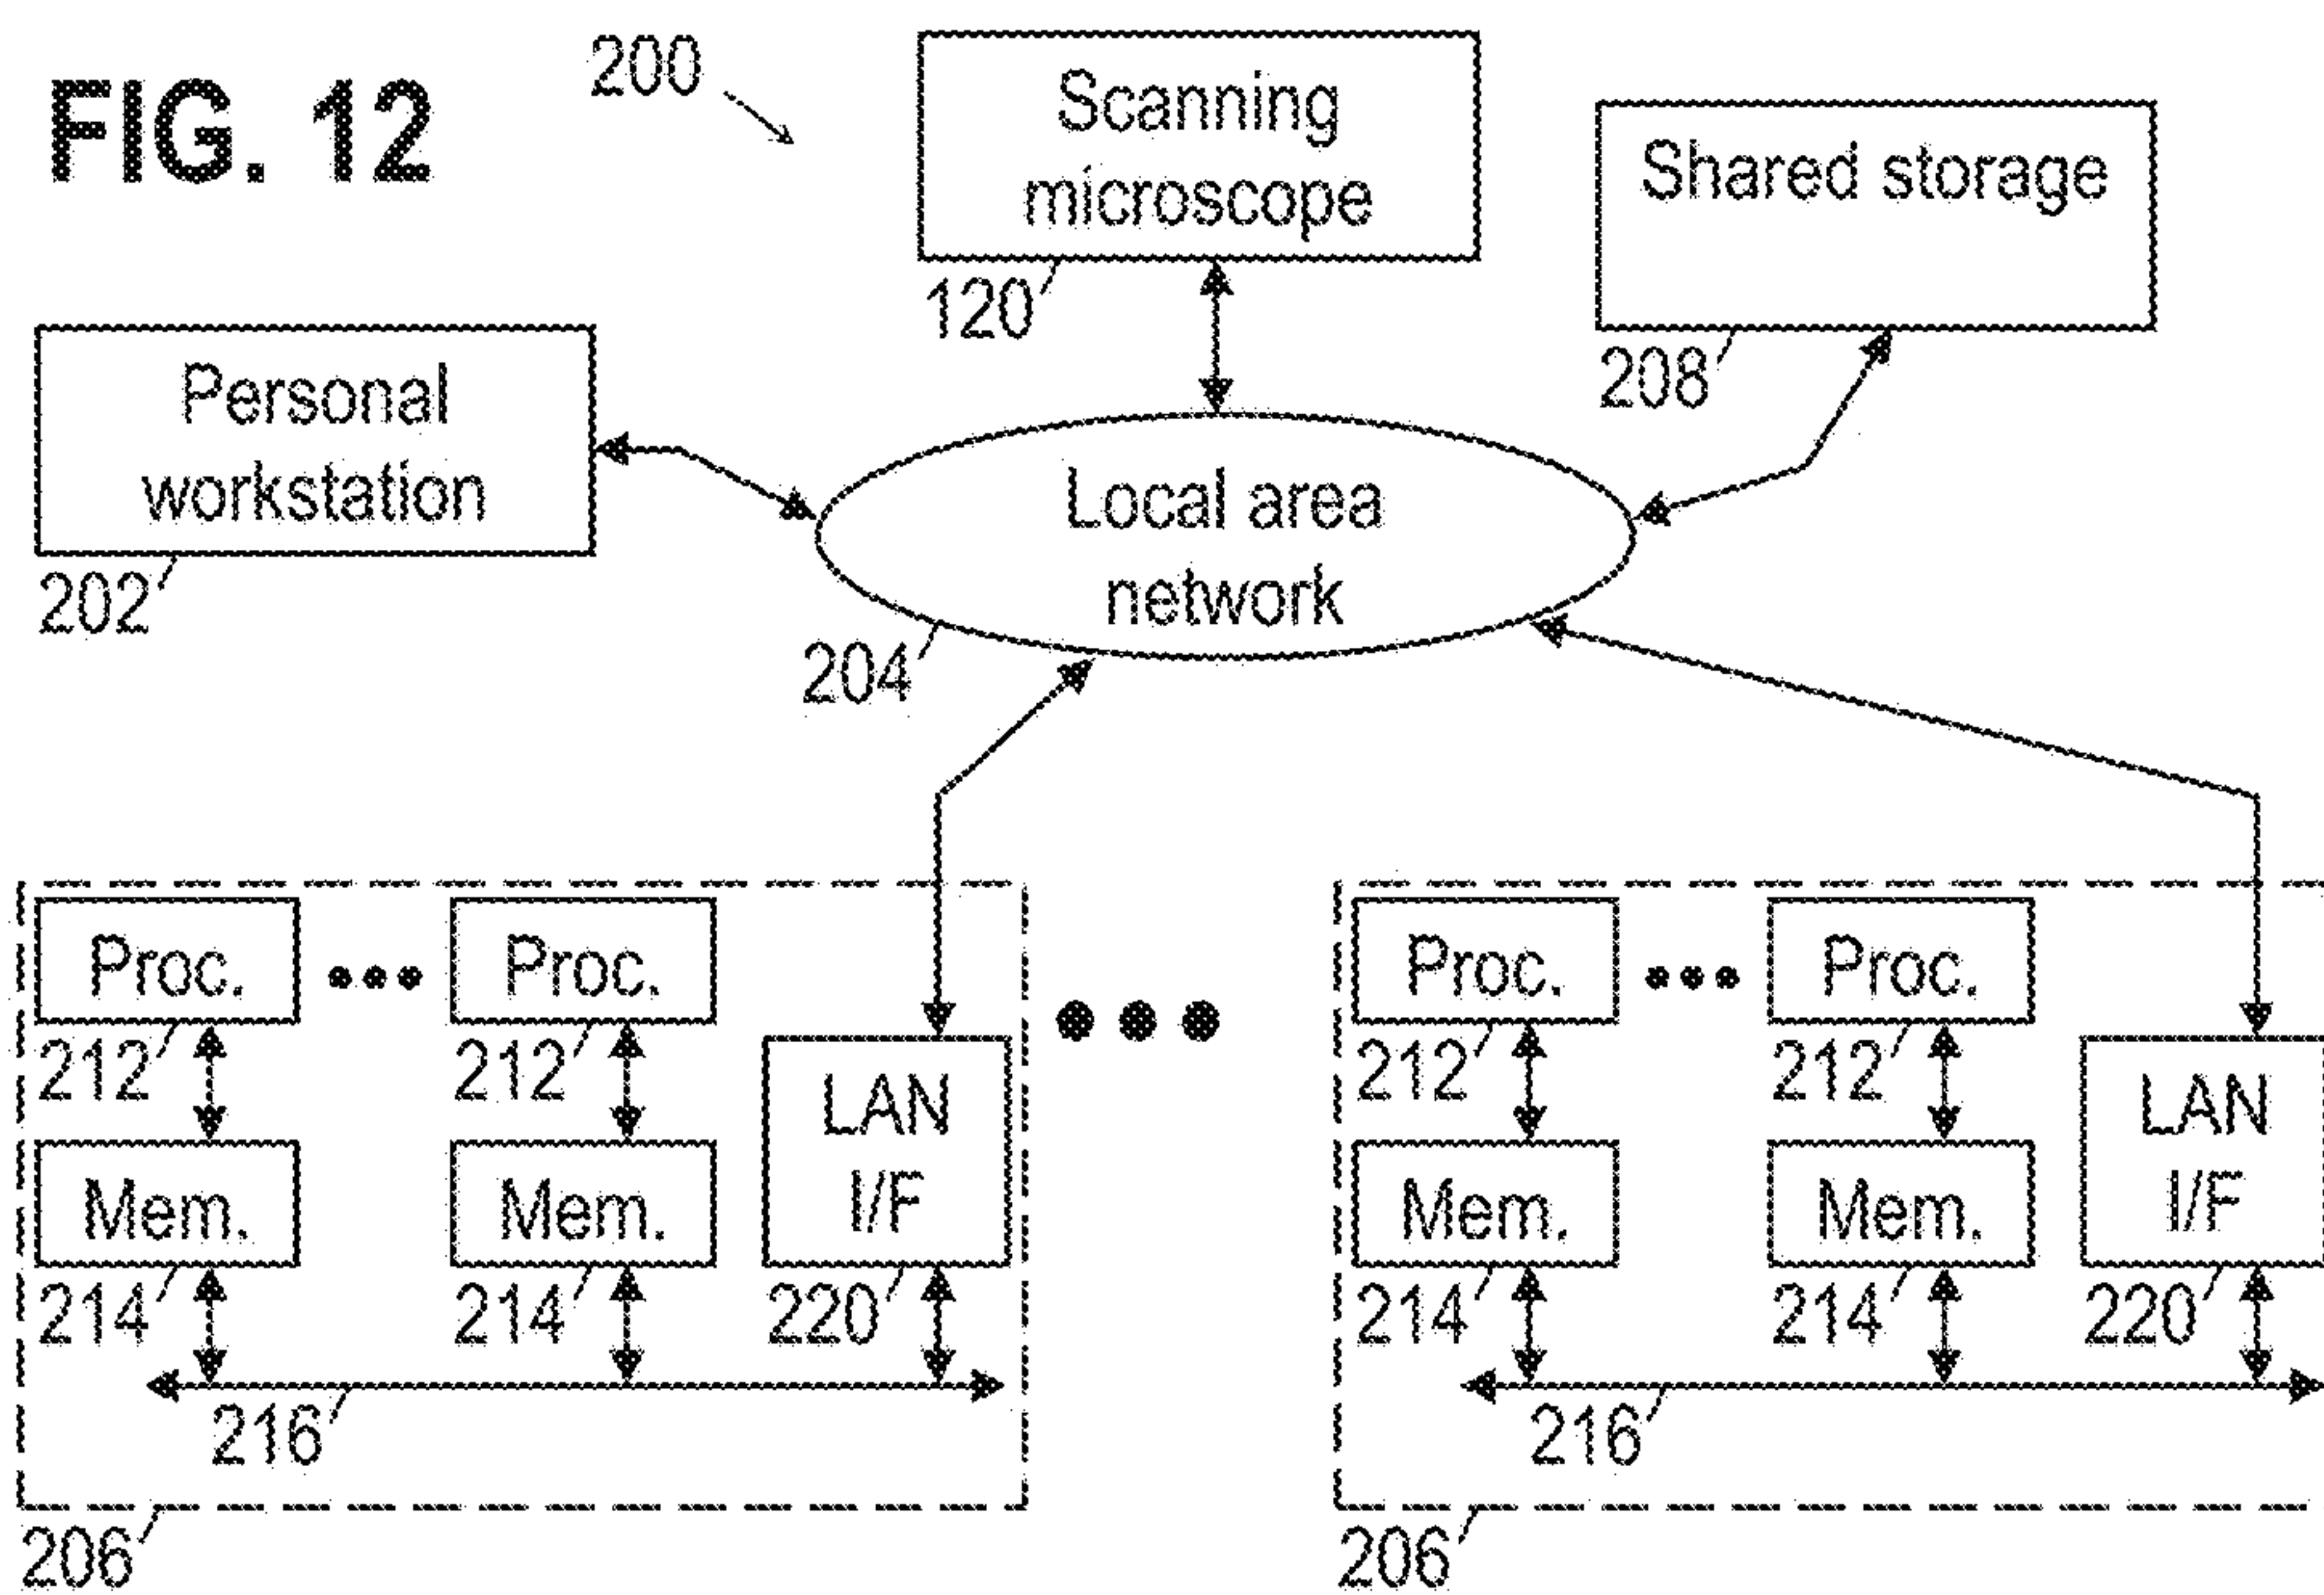 FIG. 12
200
Scanning
microscope
120
Shared storage
208
Personal
workstation
202
Local area
network
204
Proc.
212
Proc.
212
Mem.
214
Mem.
214
LAN
I/F
220
216
206
Proc.
212
Proc.
212
Mem.
214
Mem.
214
LAN
I/F
220
216
206